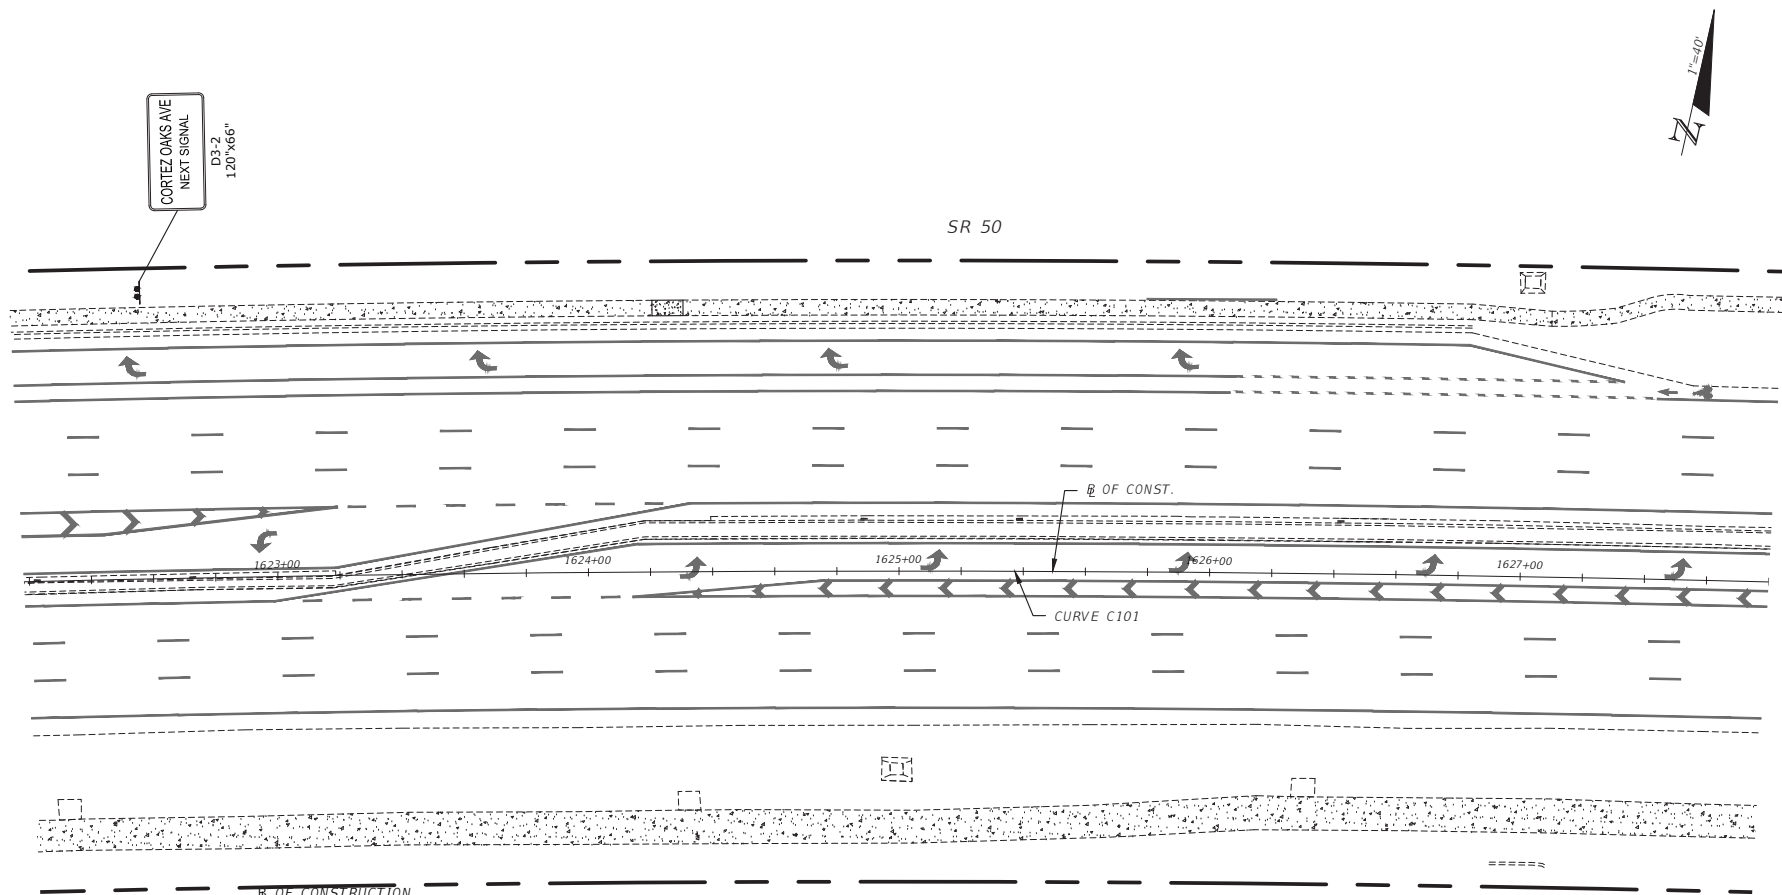 1"=40'
N
CORTEZ OAKS AVE
NEXT SIGNAL
D3-2
120"x66"
SR 50
B OF CONST.
1623+00
1624+00
1625+00
1626+00
1627+00
CURVE C101
OF CONSTRUCTION